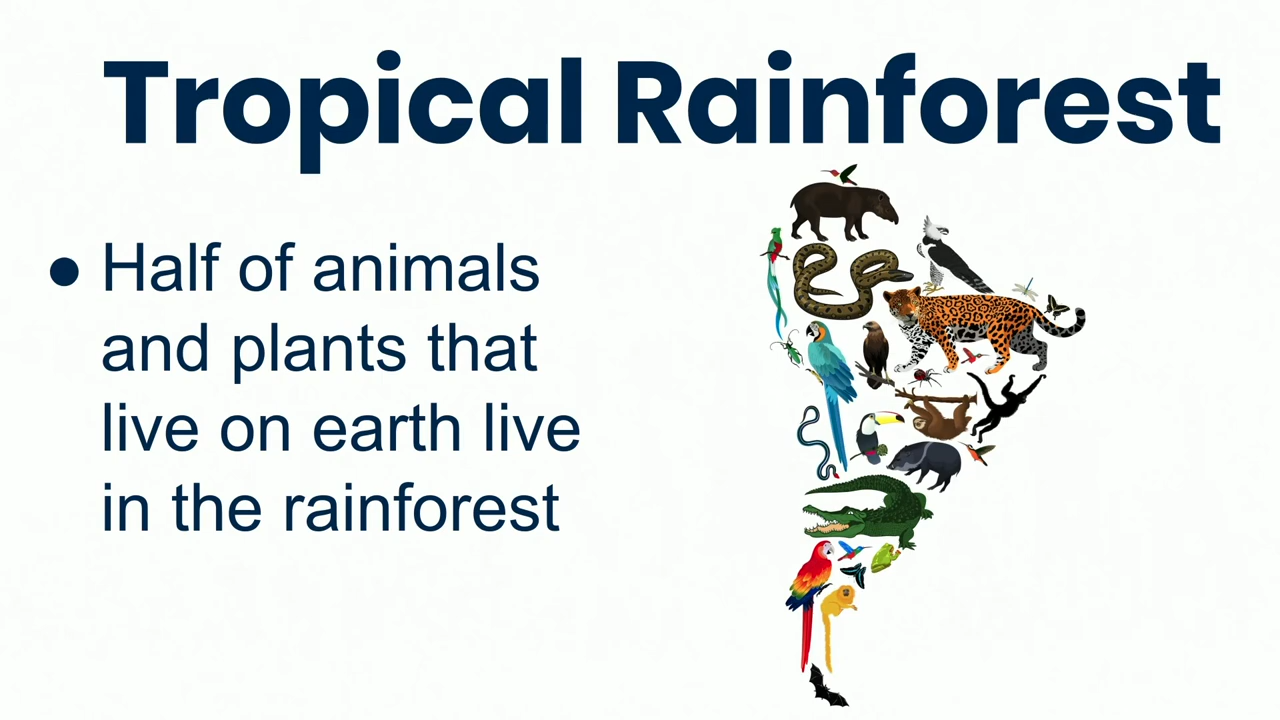 Tropical Rainforest
● Half of animals
and plants that
live on earth live
in the rainforest